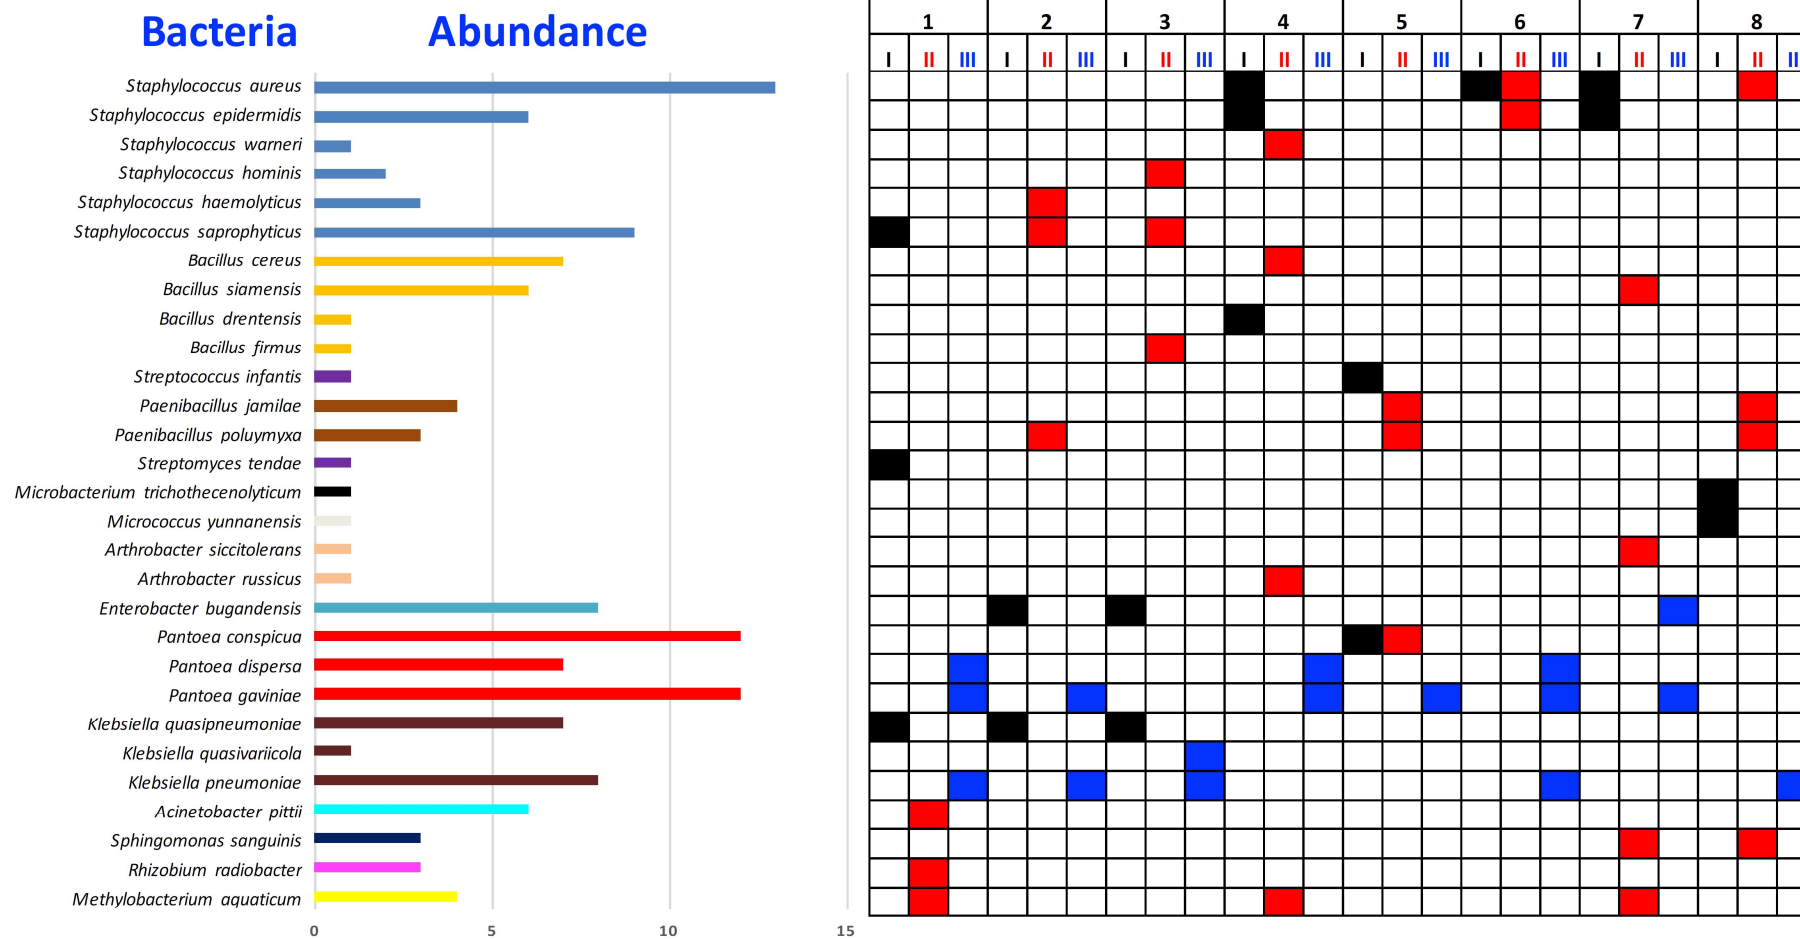 Bacteria Abundance
1 2 3 4 5 6 7 8
I II III I II III I II III I II III I II III I II III I II III I II II
Staphylococcus aureus
Staphylococcus epidermidis
Staphylococcus warneri
Staphylococcus hominis
Staphylococcus haemolyticus
Staphylococcus saprophyticus
Bacillus cereus
Bacillus siamensis
Bacillus drentensis
Bacillus firmus
Streptococcus infantis
Paenibacillus jamilae
Paenibacillus poluymyxa
Streptomyces tendae
Microbacterium trichothecenolyticum
Micrococcus yunnanensis
Arthrobacter siccitolerans
Arthrobacter russicus
Enterobacter bugandensis
Pantoea conspicua
Pantoea dispersa
Pantoea gaviniae
Klebsiella quasipneumoniae
Klebsiella quasivariicola
Klebsiella pneumoniae
Acinetobacter pittii
Sphingomonas sanguinis
Rhizobium radiobacter
Methylobacterium aquaticum
0 5 10 15